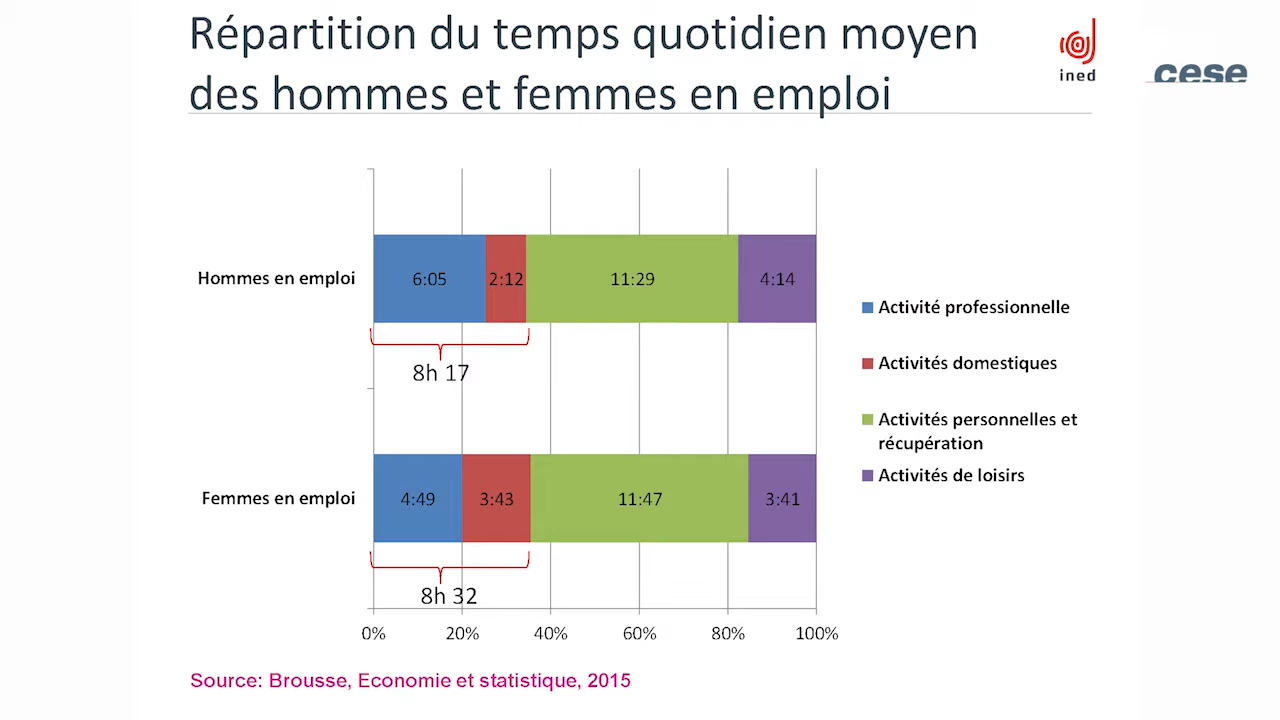 Répartition du temps quotidien moyen
des hommes et femmes en emploi
ined
cese
Hommes en emploi
6:05
2:12
11:29
4:14
8h 17
Femmes en emploi
4:49
3:43
11:47
3:41
8h 32
0%
20%
40%
60%
80%
100%
Activité professionnelle
Activités domestiques
Activités personnelles et
récupération
Activités de loisirs
Source: Brousse, Economie et statistique, 2015